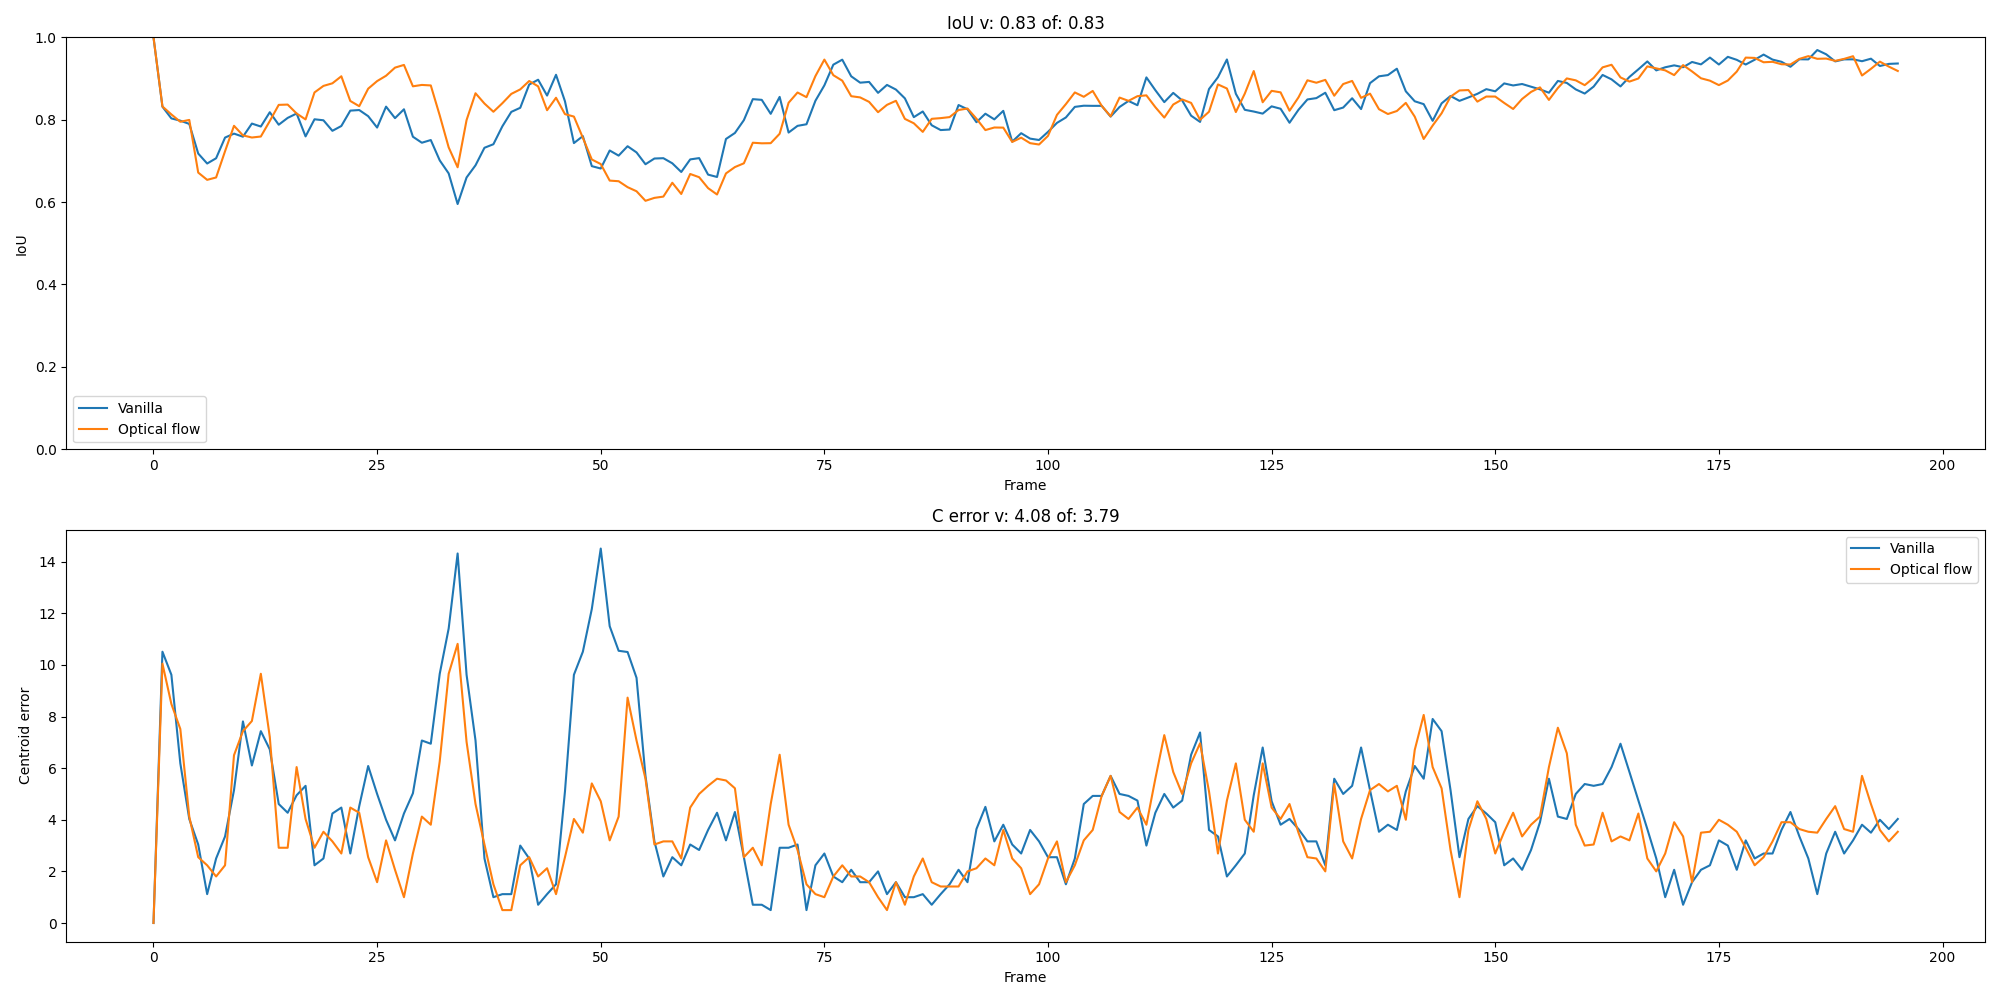 IoU v: 0.83 of: 0.83
1.0
0.8
0.6
0.4
0.2
0.0
IoU
Vanilla
Optical flow
0 25 50 75 100 125 150 175 200
Frame
C error v: 4.08 of: 3.79
14
12
10
8
6
4
2
0
Centroid error
Vanilla
Optical flow
0 25 50 75 100 125 150 175 200
Frame